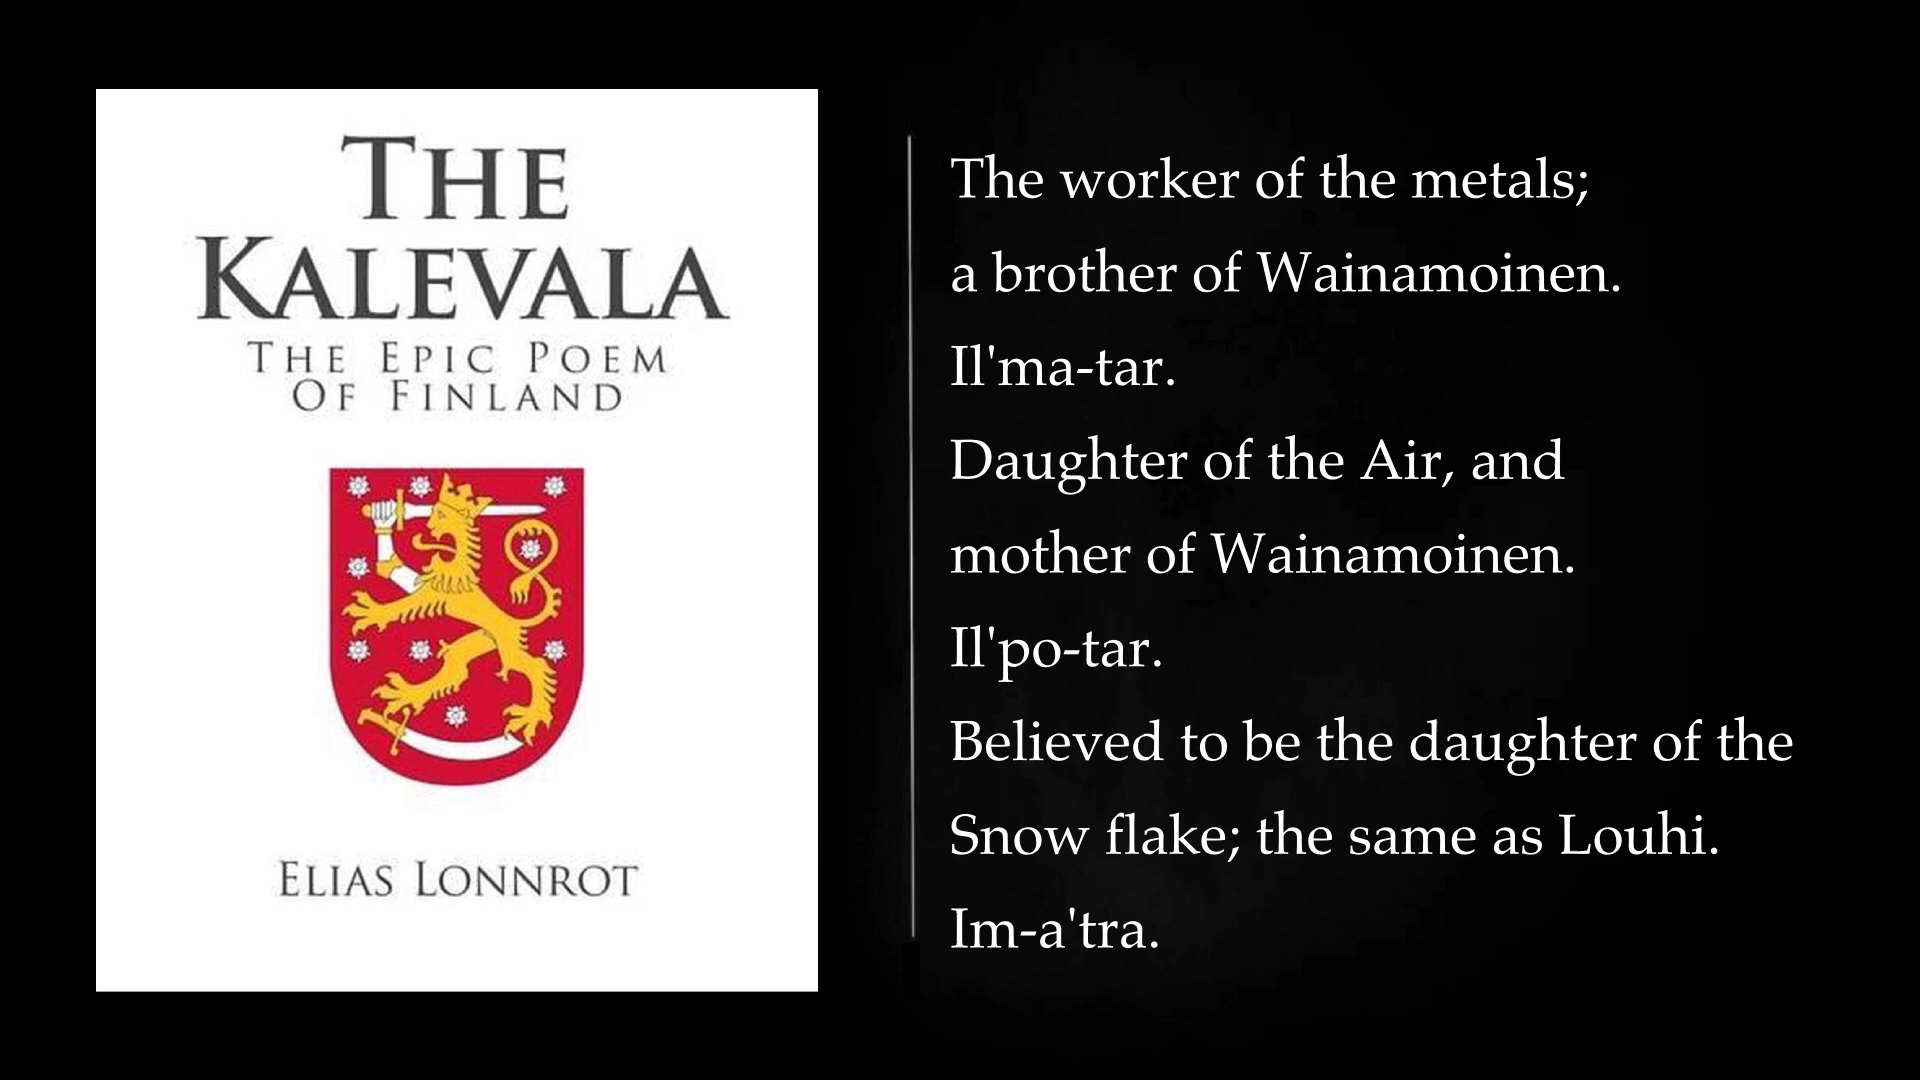 THE
KALEVALA
THE EPIC POEM
OF FINLAND
ELIAS LONNROT
The worker of the metals;
a brother of Wainamoinen.
Il'ma-tar.
Daughter of the Air, and
mother of Wainamoinen.
Il'po-tar.
Believed to be the daughter of the
Snow flake; the same as Louhi.
Im-a'tra.